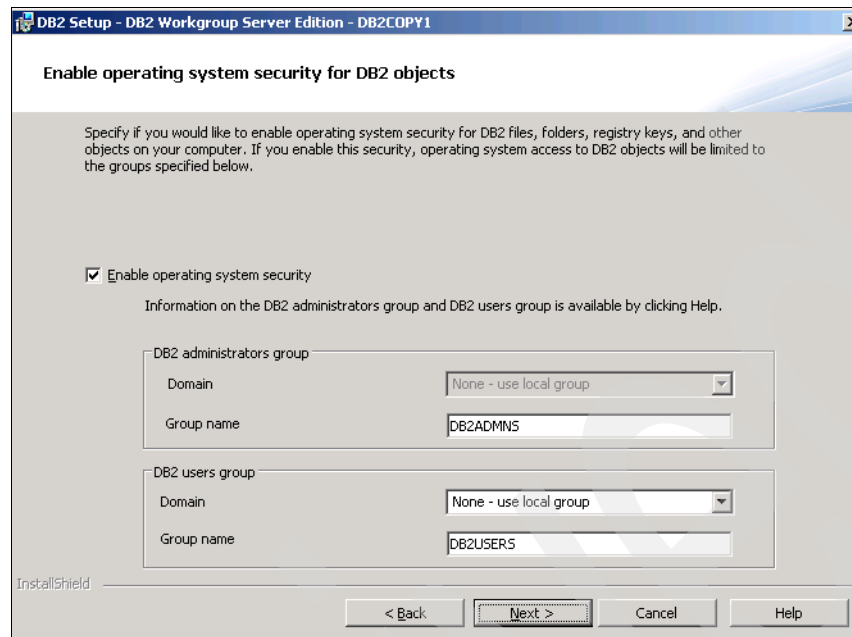 DB2 Setup - DB2 Workgroup Server Edition - DB2COPY1
Enable operating system security for DB2 objects
Specify if you would like to enable operating system security for DB2 files, folders, registry keys, and other
objects on your computer. If you enable this security, operating system access to DB2 objects will be limited to
the groups specified below.
Enable operating system security
Information on the DB2 administrators group and DB2 users group is available by clicking Help.
DB2 administrators group
Domain
None - use local group
Group name
DB2ADMNS
DB2 users group
Domain
None - use local group
Group name
DB2USERS
InstallShield
< Back
Next >
Cancel
Help